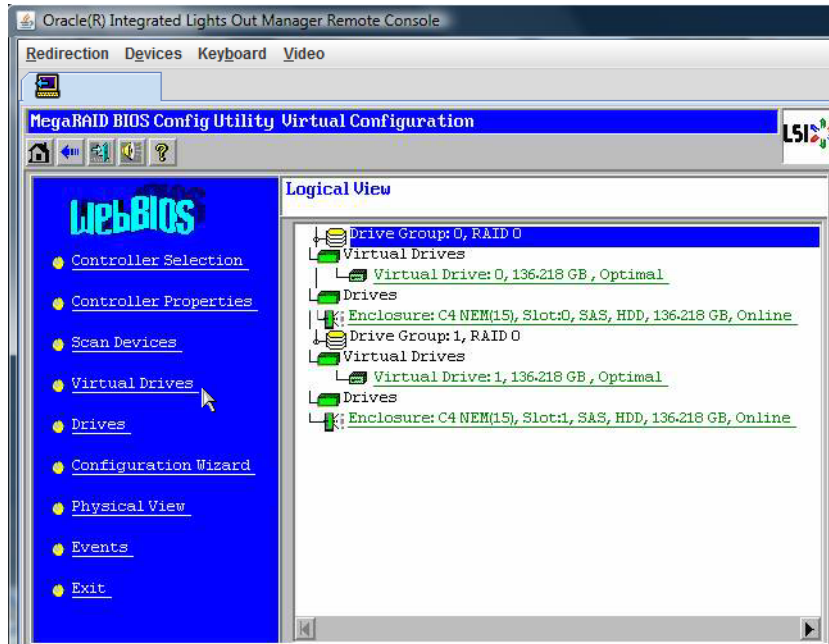 Oracle(R) Integrated Lights Out Manager Remote Console
Redirection Devices Keyboard Video
MegaRAID BIOS Config Utility Virtual Configuration
LSI
WebBIOS
Logical View
Controller Selection
Controller Properties
Scan Devices
Virtual Drives
Drives
Configuration Wizard
Physical View
Events
Exit
Drive Group: 0, RAID 0
Virtual Drives
Virtual Drive: 0, 136.218 GB , Optimal
Drives
Enclosure: C4 NEM(15), Slot:0, SAS, HDD, 136.218 GB, Online
Drive Group: 1, RAID 0
Virtual Drives
Virtual Drive: 1, 136.218 GB , Optimal
Drives
Enclosure: C4 NEM(15), Slot:1, SAS, HDD, 136.218 GB, Online